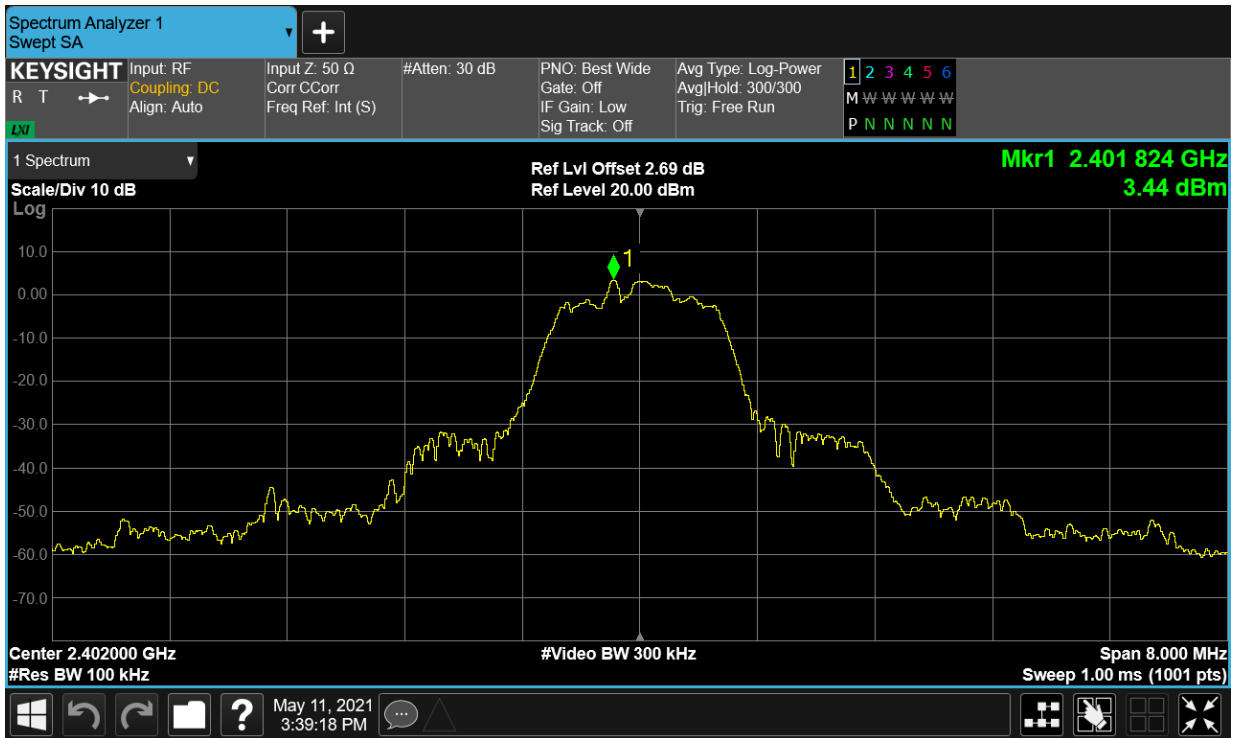 Spectrum Analyzer 1
Swept SA
▼
+
KEYSIGHT
R T
LXI
Input: RF
Coupling: DC
Align: Auto
Input Z: 50 Ω
Corr CCorr
Freq Ref: Int (S)
#Atten: 30 dB
PNO: Best Wide
Gate: Off
IF Gain: Low
Sig Track: Off
Avg Type: Log-Power
Avg|Hold: 300/300
Trig: Free Run
1 2 3 4 5 6
M W W W W W
P N N N N N
1 Spectrum ▼
Scale/Div 10 dB
Log
Ref Lvl Offset 2.69 dB
Ref Level 20.00 dBm
Mkr1 2.401 824 GHz
3.44 dBm
1
10.0
0.00
-10.0
-20.0
-30.0
-40.0
-50.0
-60.0
-70.0
Center 2.402000 GHz
#Res BW 100 kHz
#Video BW 300 kHz
Span 8.000 MHz
Sweep 1.00 ms (1001 pts)
?
May 11, 2021
3:39:18 PM